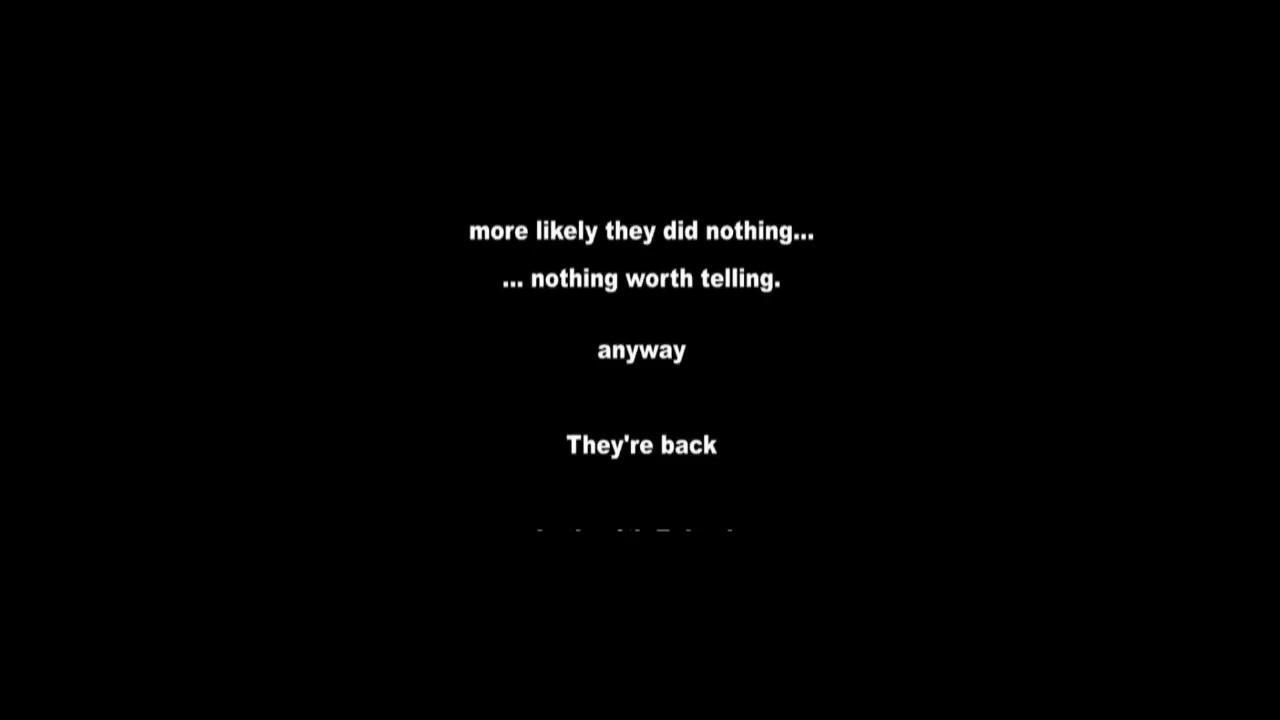 more likely they did nothing...
... nothing worth telling.
anyway
They're back